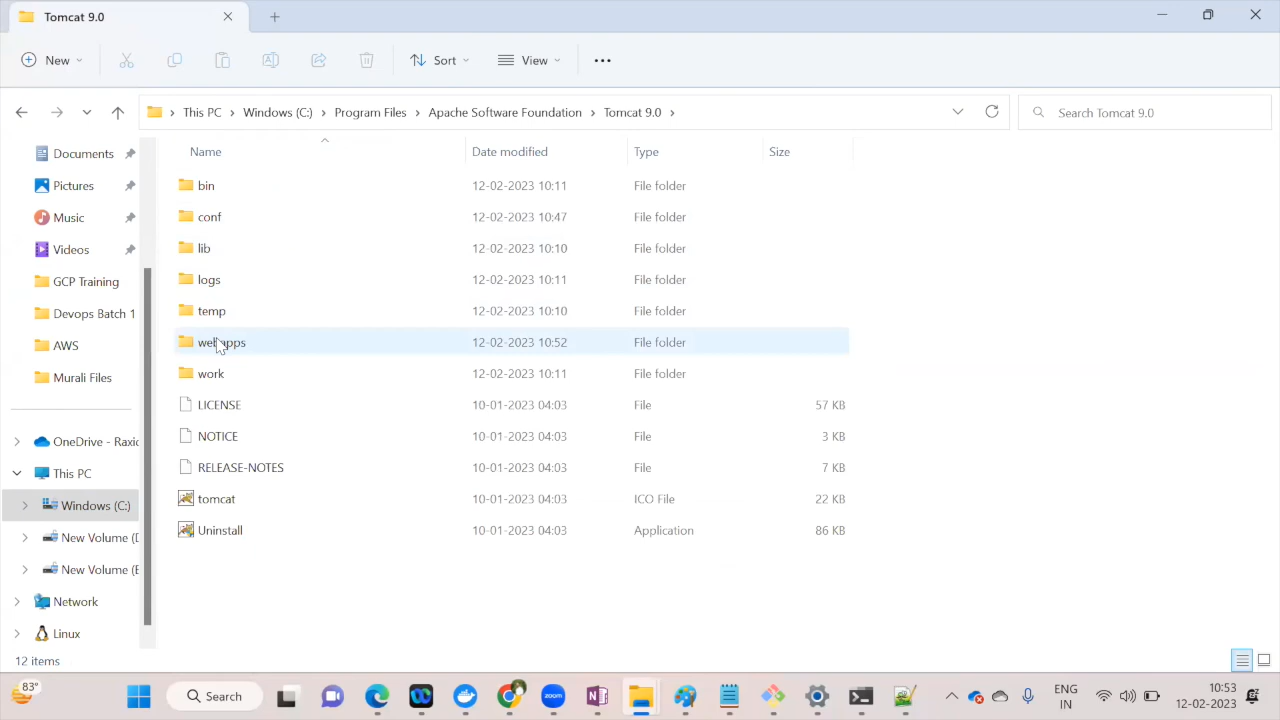 Tomcat 9.0
New
Sort
View
This PC > Windows (C:) > Program Files > Apache Software Foundation > Tomcat 9.0 >
Search Tomcat 9.0
Name Date modified Type Size
Documents
Pictures
Music
Videos
GCP Training
Devops Batch 1
AWS
Murali Files
OneDrive - Raxic
This PC
Windows (C:)
New Volume (D
New Volume (E
Network
Linux
bin 12-02-2023 10:11 File folder
conf 12-02-2023 10:47 File folder
lib 12-02-2023 10:10 File folder
logs 12-02-2023 10:11 File folder
temp 12-02-2023 10:10 File folder
webapps 12-02-2023 10:52 File folder
work 12-02-2023 10:11 File folder
LICENSE 10-01-2023 04:03 File 57 KB
NOTICE 10-01-2023 04:03 File 3 KB
RELEASE-NOTES 10-01-2023 04:03 File 7 KB
tomcat 10-01-2023 04:03 ICO File 22 KB
Uninstall 10-01-2023 04:03 Application 86 KB
12 items
83°
Search
zoom
ENG
IN
10:53
12-02-2023